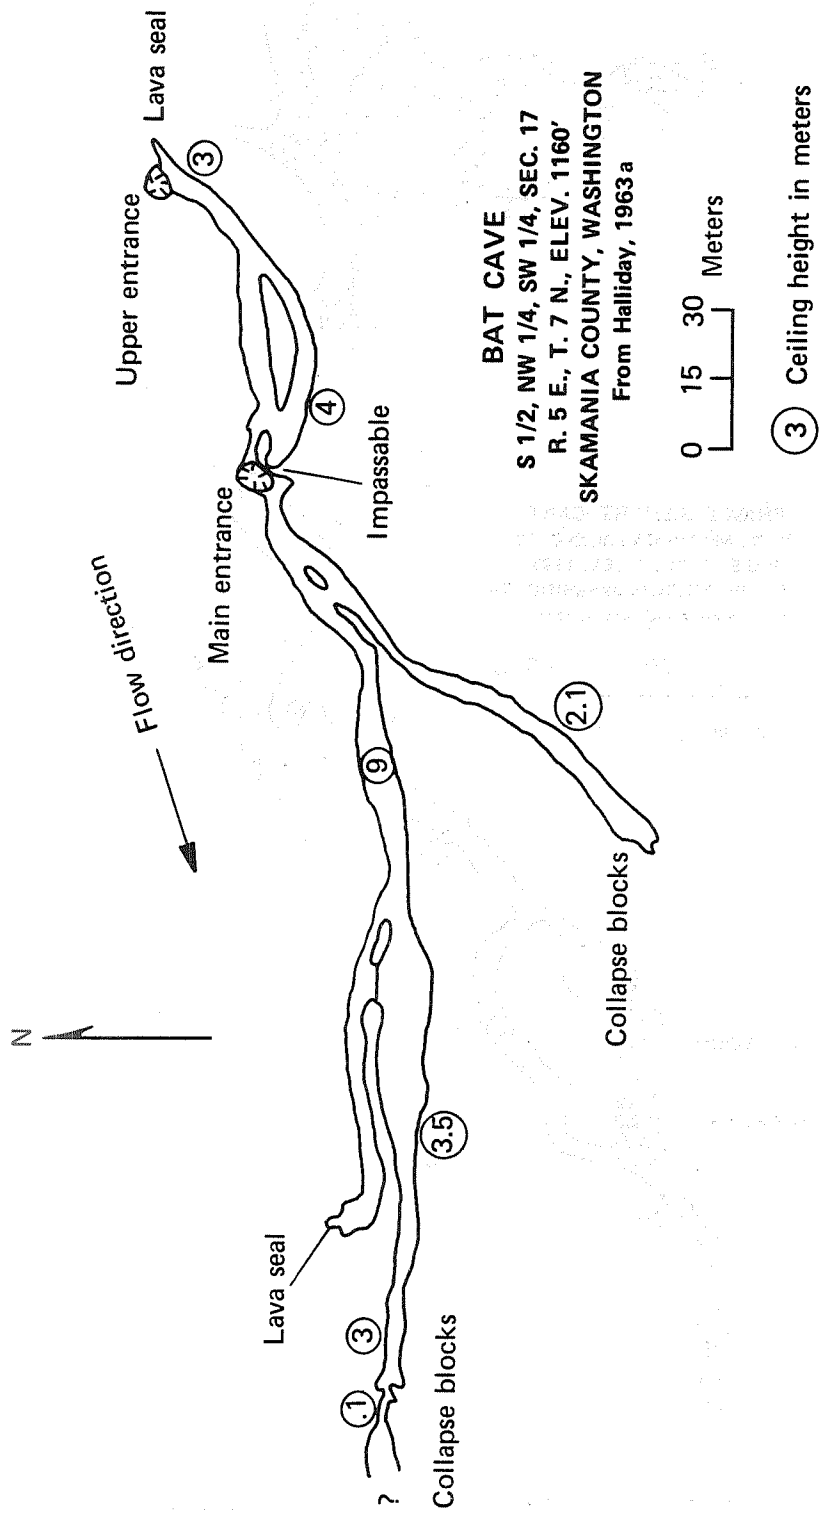 N
Flow direction
Upper entrance
Lava seal
3
Main entrance
4
Impassable
9
2.1
Collapse blocks
Lava seal
3.5
3
.1
?
Collapse blocks
BAT CAVE
S 1/2, NW 1/4, SW 1/4, SEC. 17
R. 5 E., T. 7 N., ELEV. 1160'
SKAMANIA COUNTY, WASHINGTON
From Halliday, 1963a
0 15 30
Meters
3 Ceiling height in meters